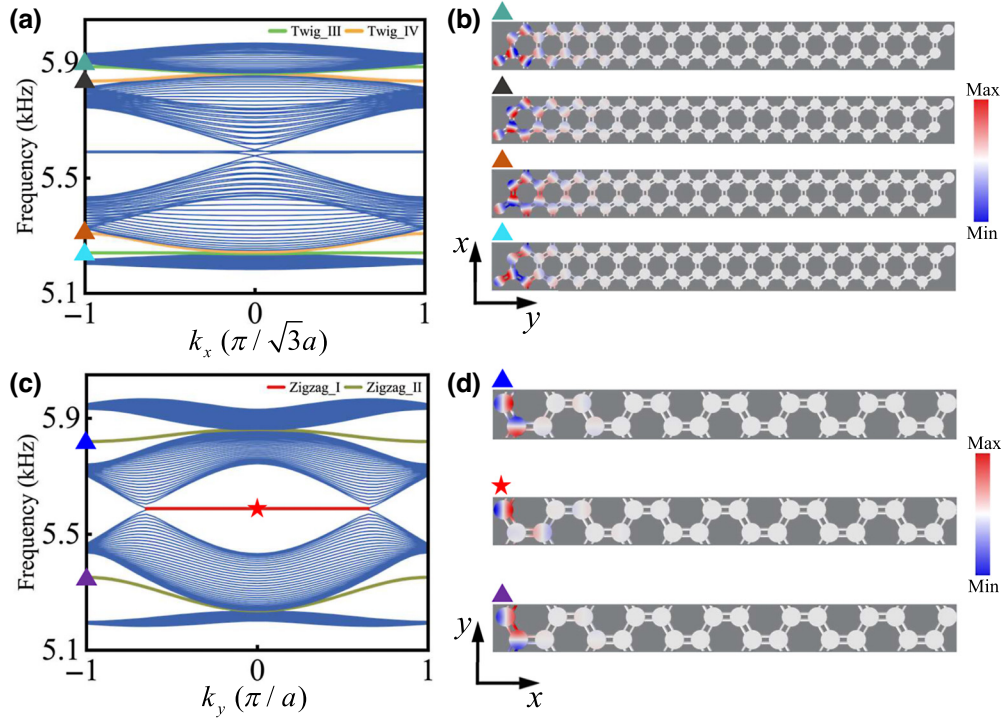 (a)
Twig_III Twig_IV
5.9
5.5
5.1
Frequency (kHz)
−1 0 1
k_x (π/√3a)
(b)
Max
Min
x
y
(c)
Zigzag_I Zigzag_II
5.9
5.5
5.1
Frequency (kHz)
−1 0 1
k_y (π/a)
(d)
Max
Min
y
x